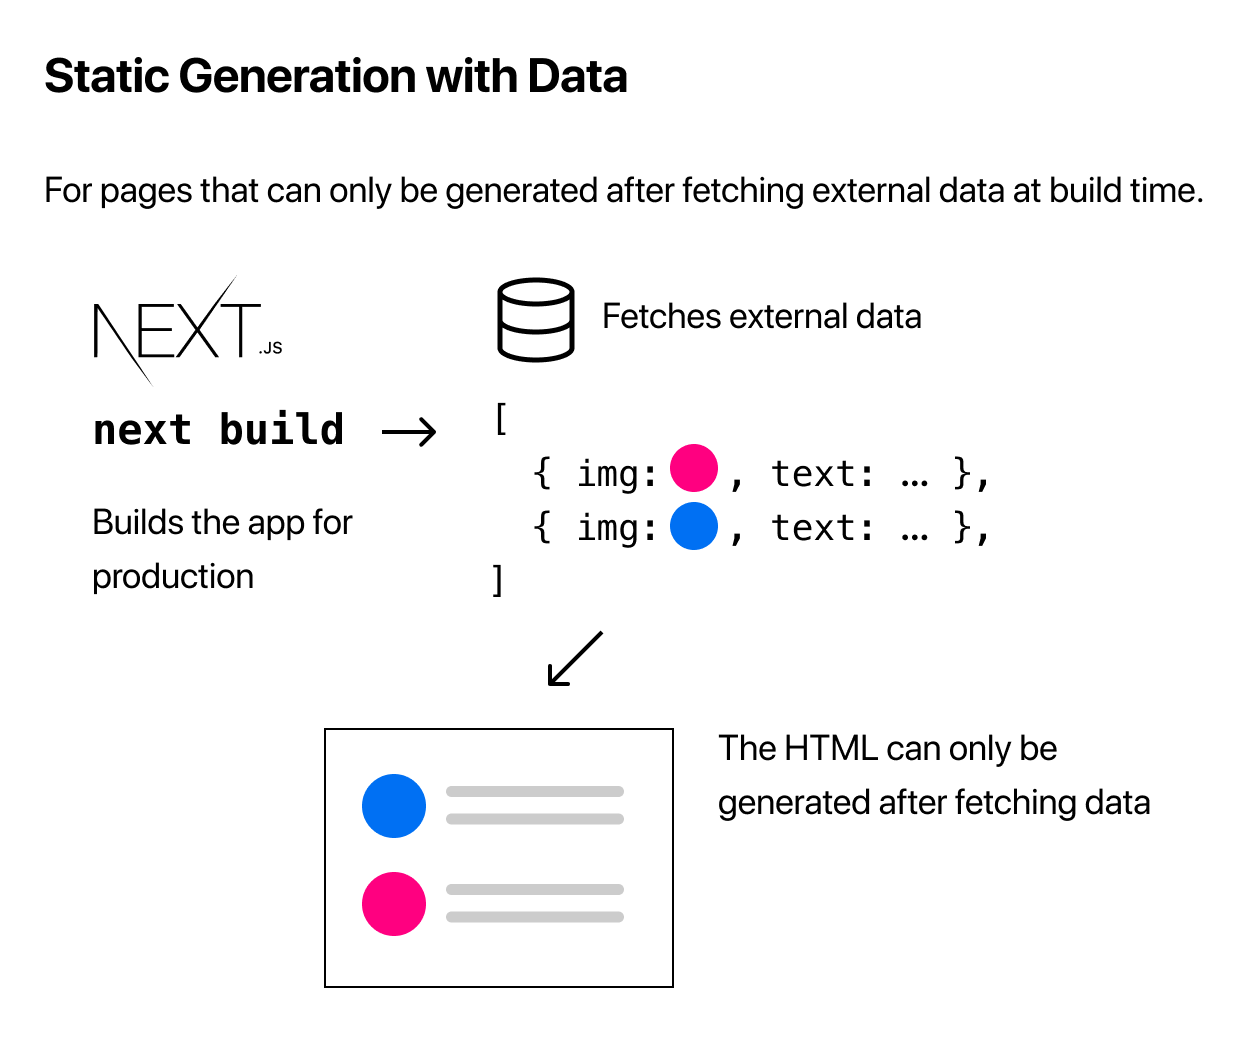 Static Generation with Data
For pages that can only be generated after fetching external data at build time.
NEXT.JS
Fetches external data
next build
[
{ img: , text: … },
{ img: , text: … },
]
Builds the app for
production
The HTML can only be
generated after fetching data